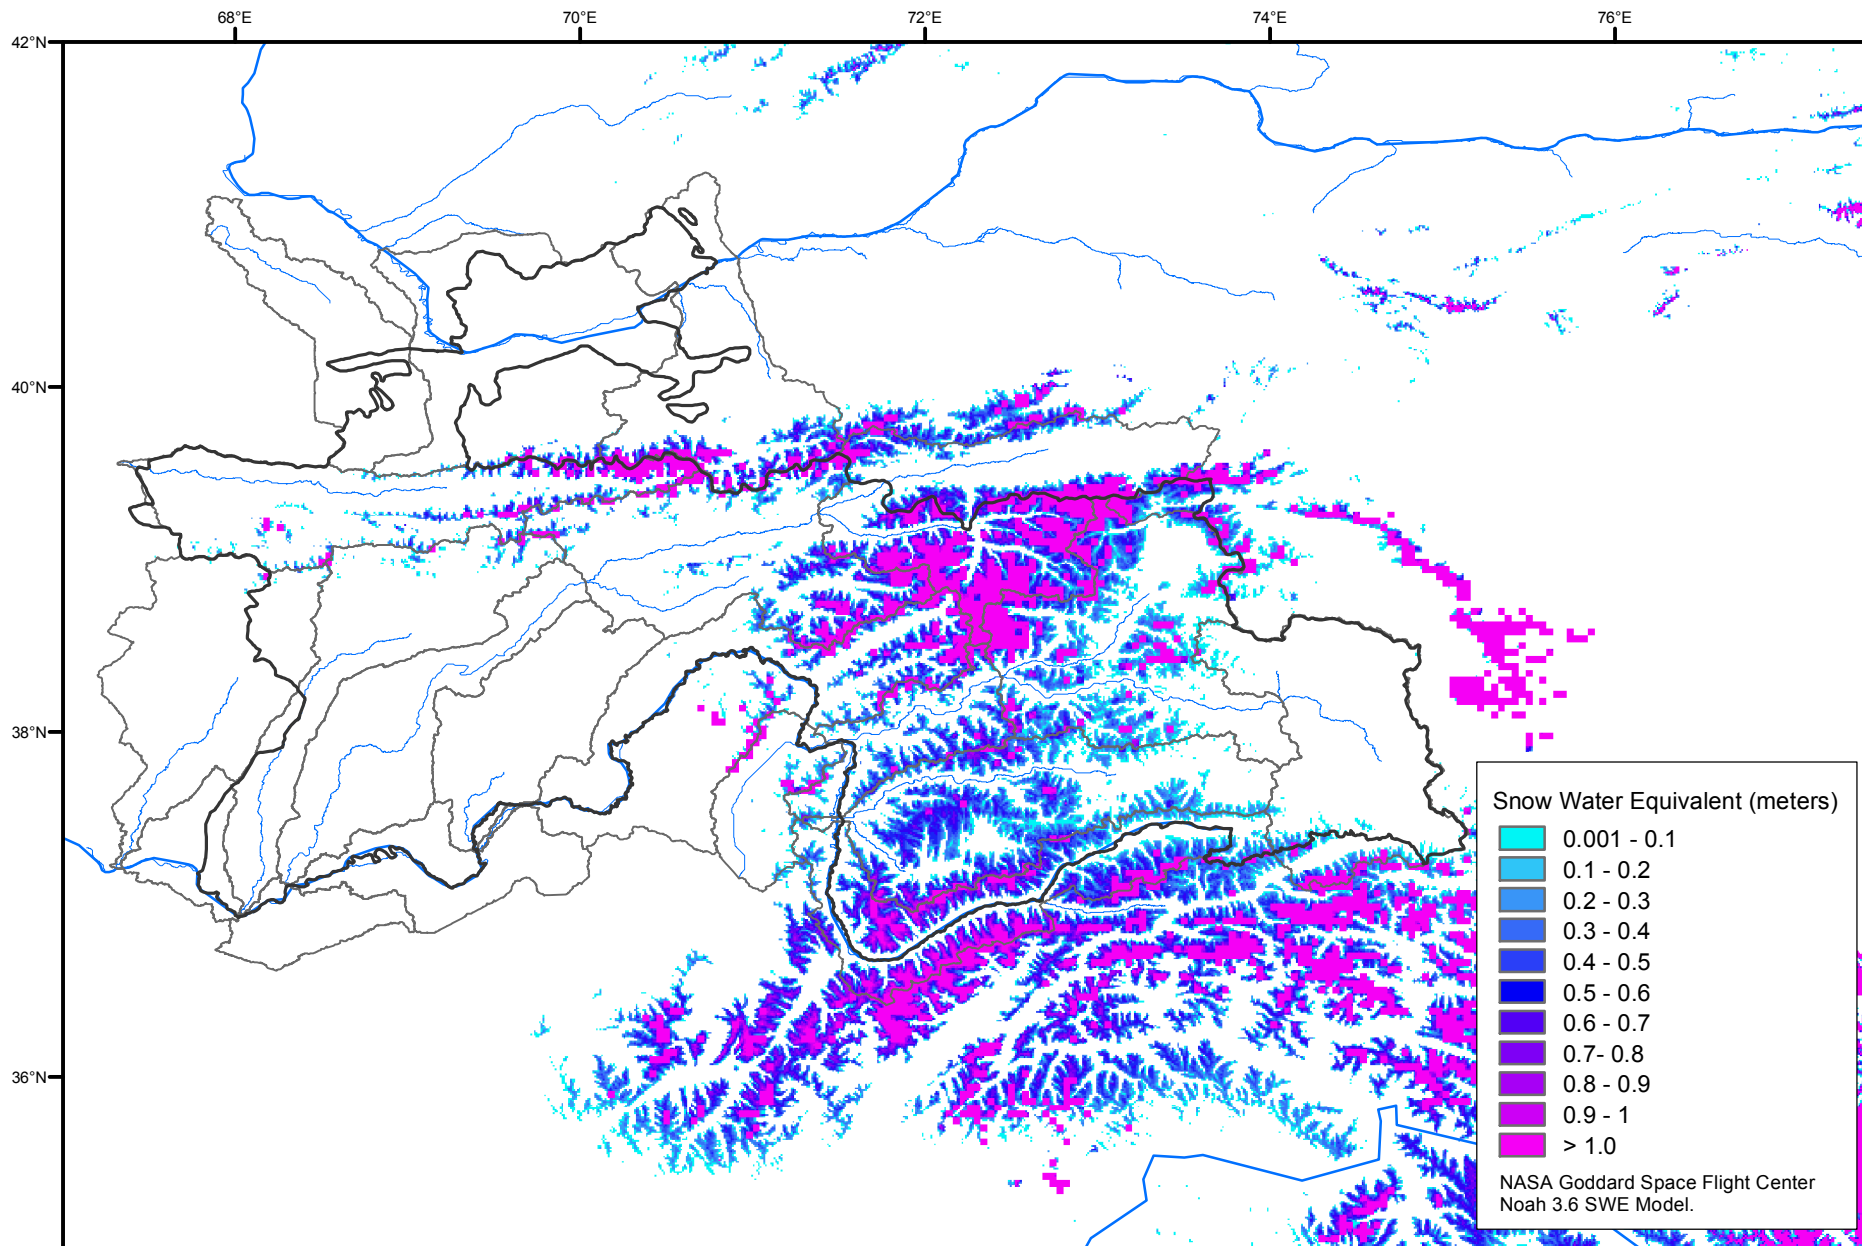 68°E 70°E 72°E 74°E 76°E
42°N
40°N
38°N
36°N
Snow Water Equivalent (meters)
0.001 - 0.1
0.1 - 0.2
0.2 - 0.3
0.3 - 0.4
0.4 - 0.5
0.5 - 0.6
0.6 - 0.7
0.7- 0.8
0.8 - 0.9
0.9 - 1
> 1.0
NASA Goddard Space Flight Center
Noah 3.6 SWE Model.